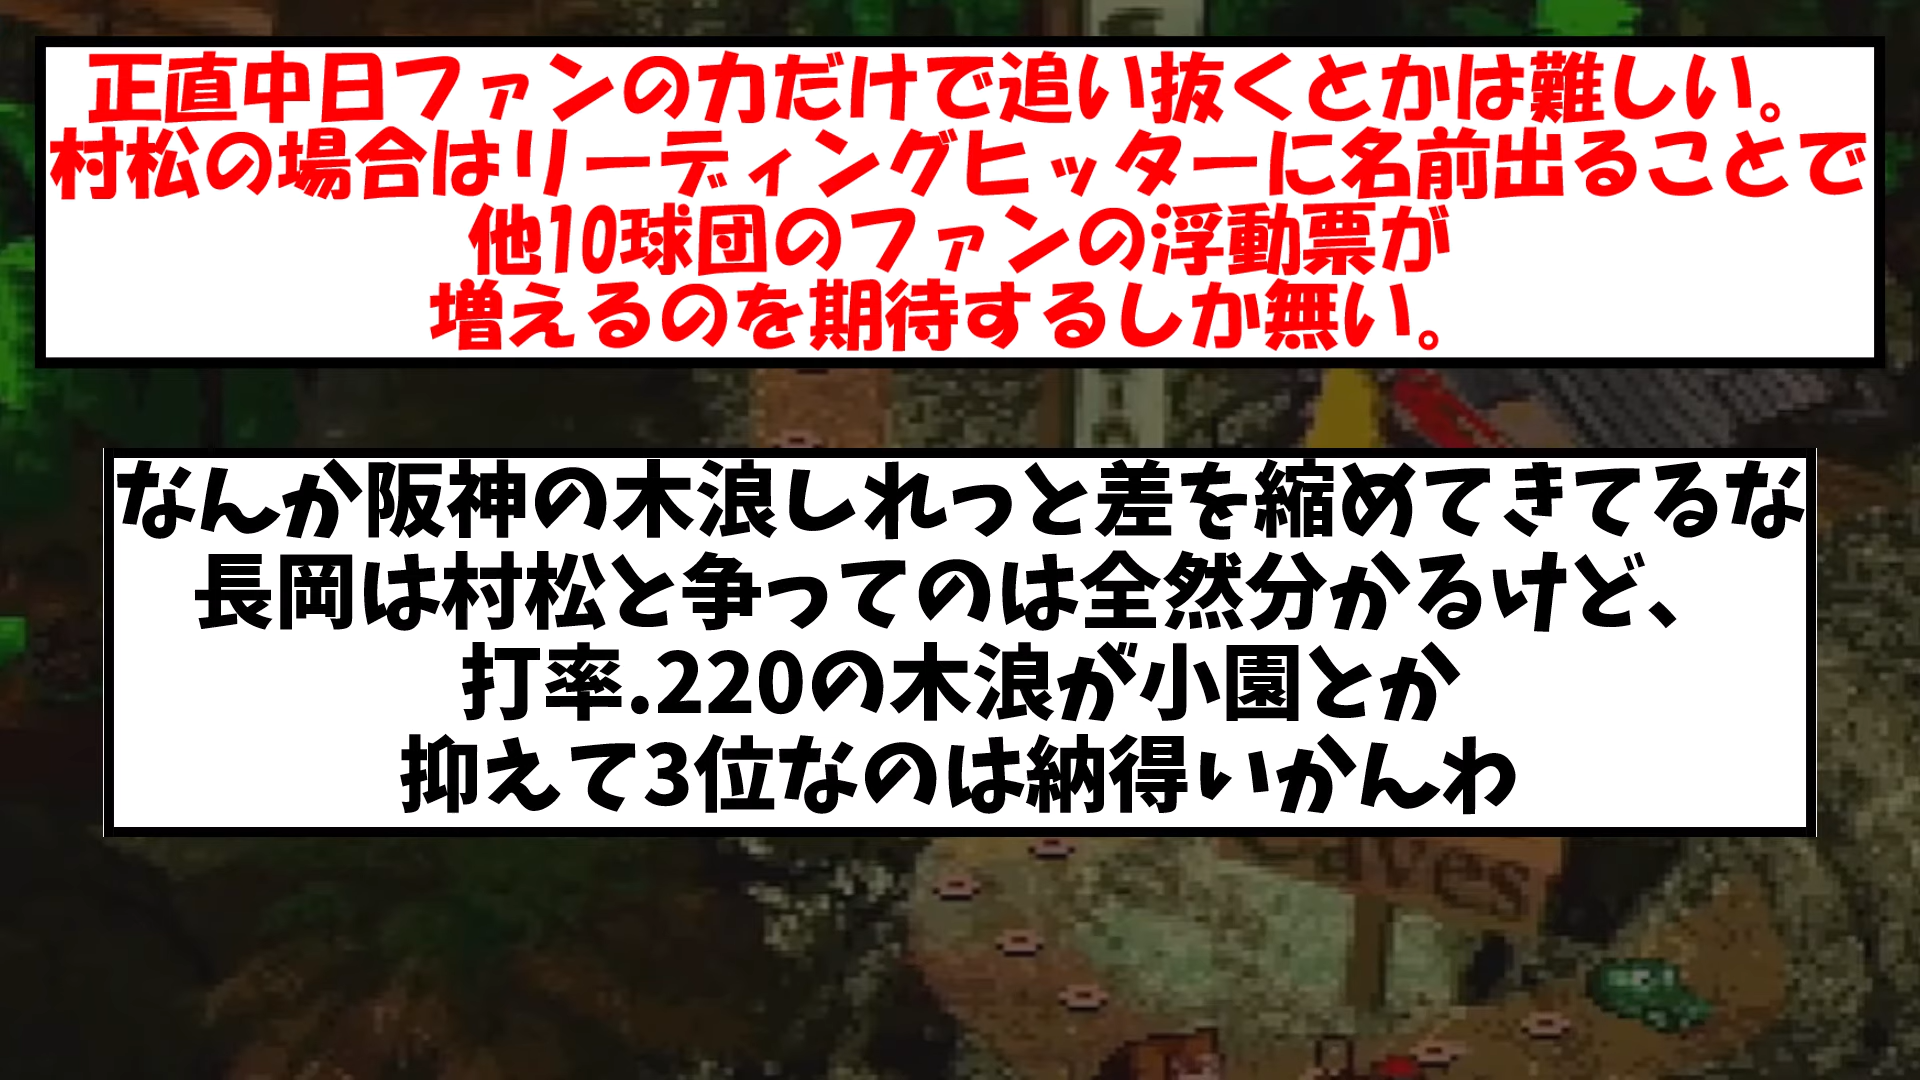 正直中日ファンの力だけで追い抜くとかは難しい。
村松の場合はリーディングヒッターに名前出ることで
他10球団のファンの浮動票が
増えるのを期待するしか無い。
なんか阪神の木浪しれっと差を縮めてきてるな
長岡は村松と争ってのは全然分かるけど、
打率.220の木浪が小園とか
抑えて3位なのは納得いかんわ